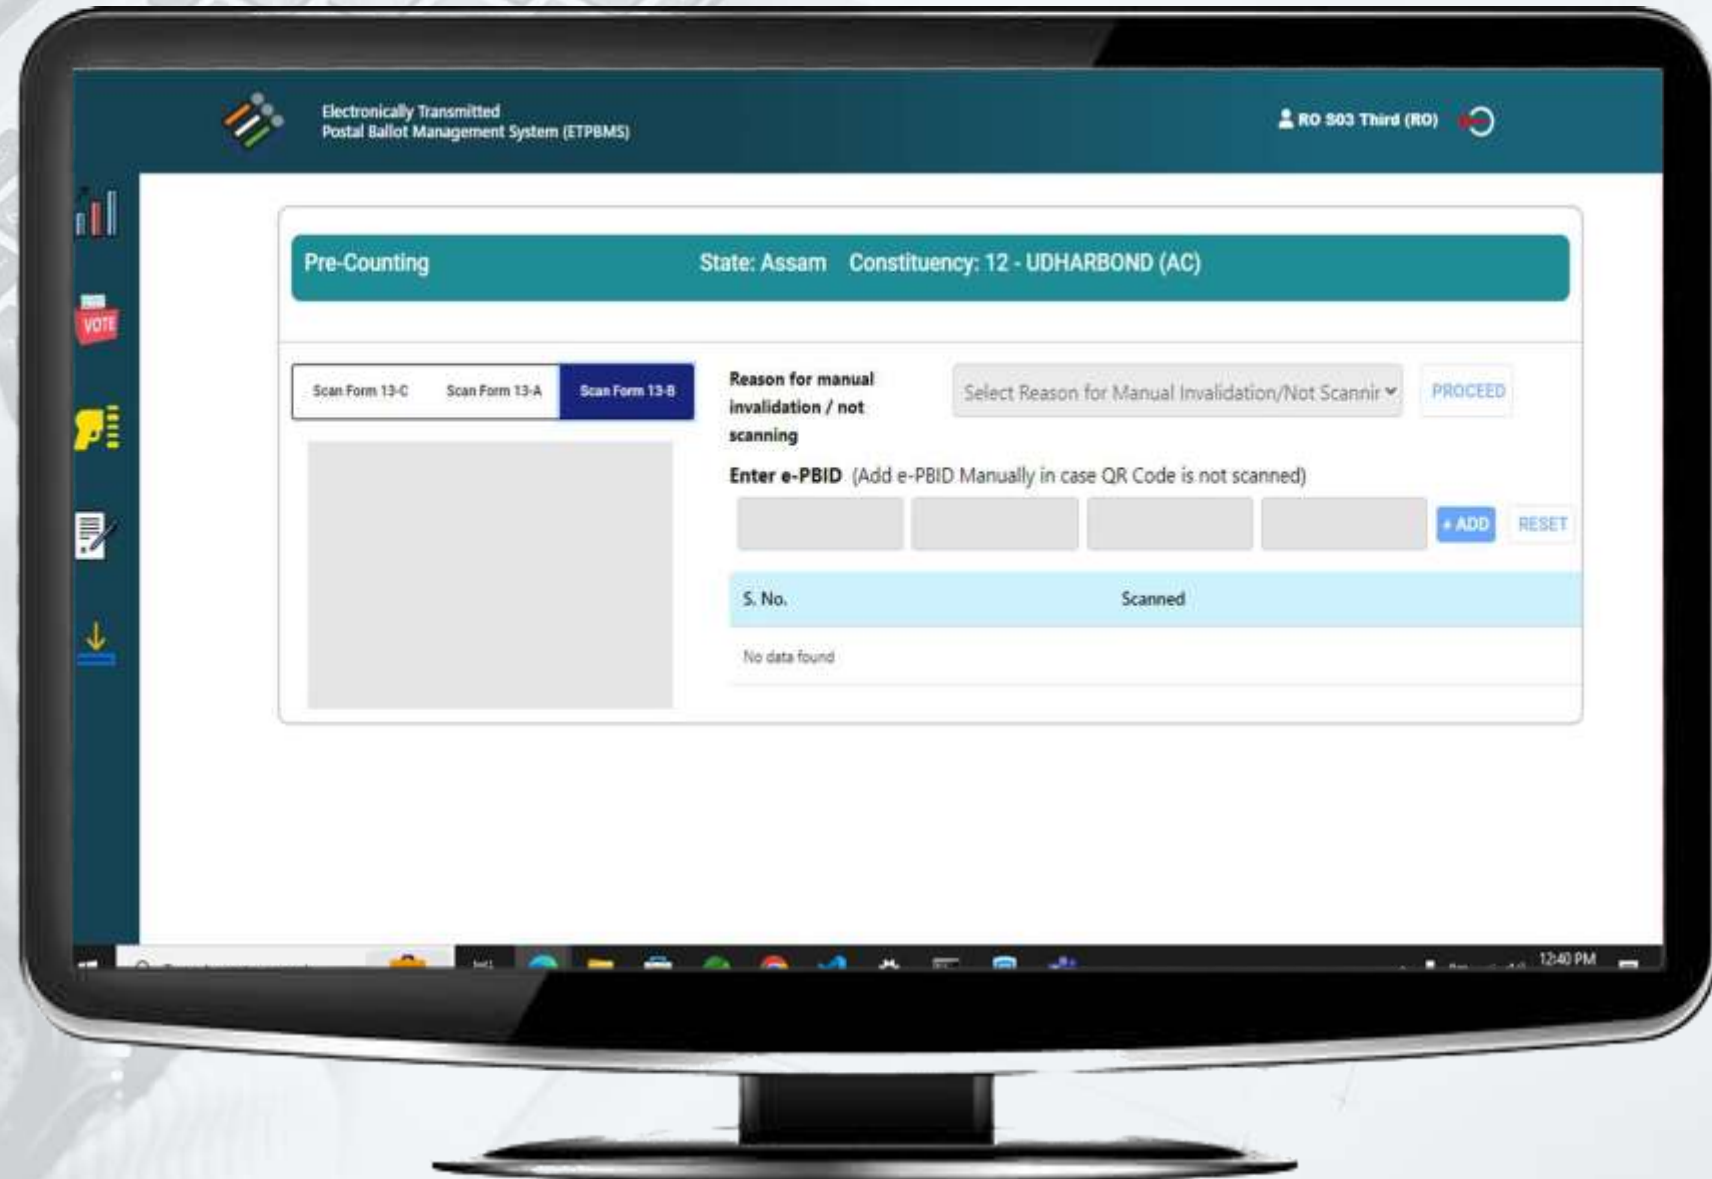 Electronically Transmitted
Postal Ballot Management System (ETPBMS)
RO S03 Third (RO)
VOTE
Pre-Counting State: Assam Constituency: 12 - UDHARBOND (AC)
Scan Form 13-C Scan Form 13-A Scan Form 13-B
Reason for manual
invalidation / not
scanning
Select Reason for Manual Invalidation/Not Scannir
PROCEED
Enter e-PBID (Add e-PBID Manually in case QR Code is not scanned)
+ ADD RESET
S. No. Scanned
No data found
12:40 PM